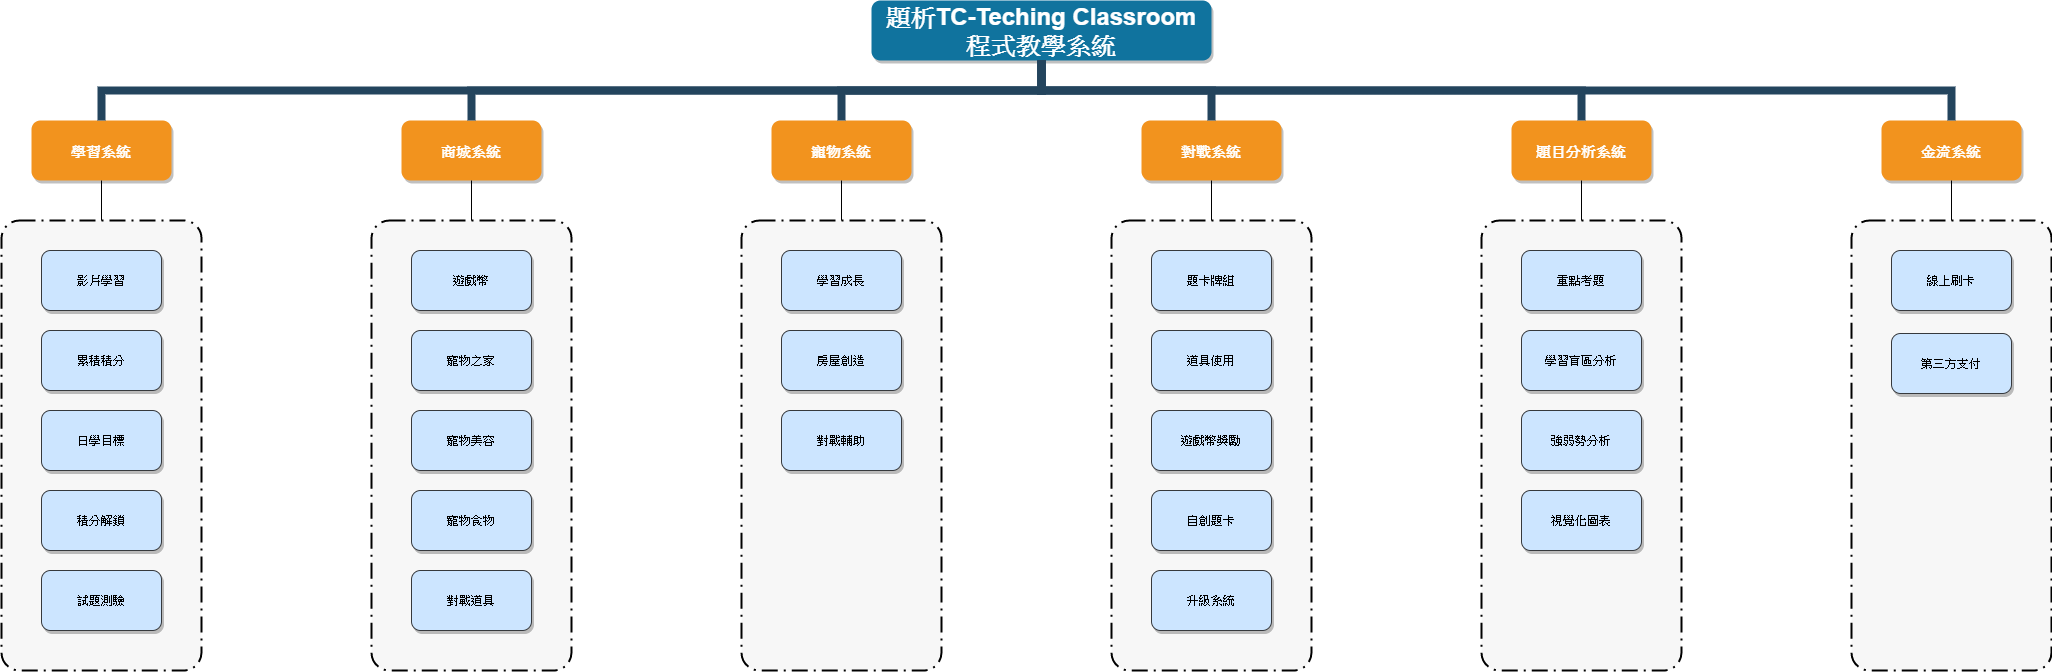 題析TC-Teching Classroom
程式教學系統
學習系統
商城系統
寵物系統
對戰系統
題目分析系統
金流系統
影片學習
累積積分
日學目標
積分解鎖
試題測驗
遊戲幣
寵物之家
寵物美容
寵物食物
對戰道具
學習成長
房屋創造
對戰輔助
題卡牌組
道具使用
遊戲幣獎勵
自創題卡
升級系統
重點考題
學習盲區分析
強弱勢分析
視覺化圖表
線上刷卡
第三方支付